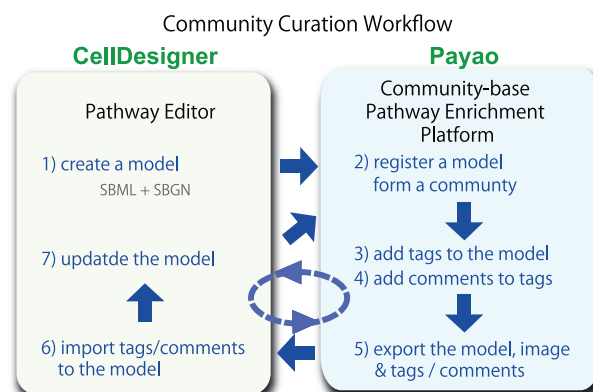 Community Curation Workflow
CellDesigner
Pathway Editor
1) create a model
SBML + SBGN
7) updatde the model
6) import tags/comments
to the model
Payao
Community-base
Pathway Enrichment
Platform
2) register a model
form a communty
3) add tags to the model
4) add comments to tags
5) export the model, image
& tags / comments